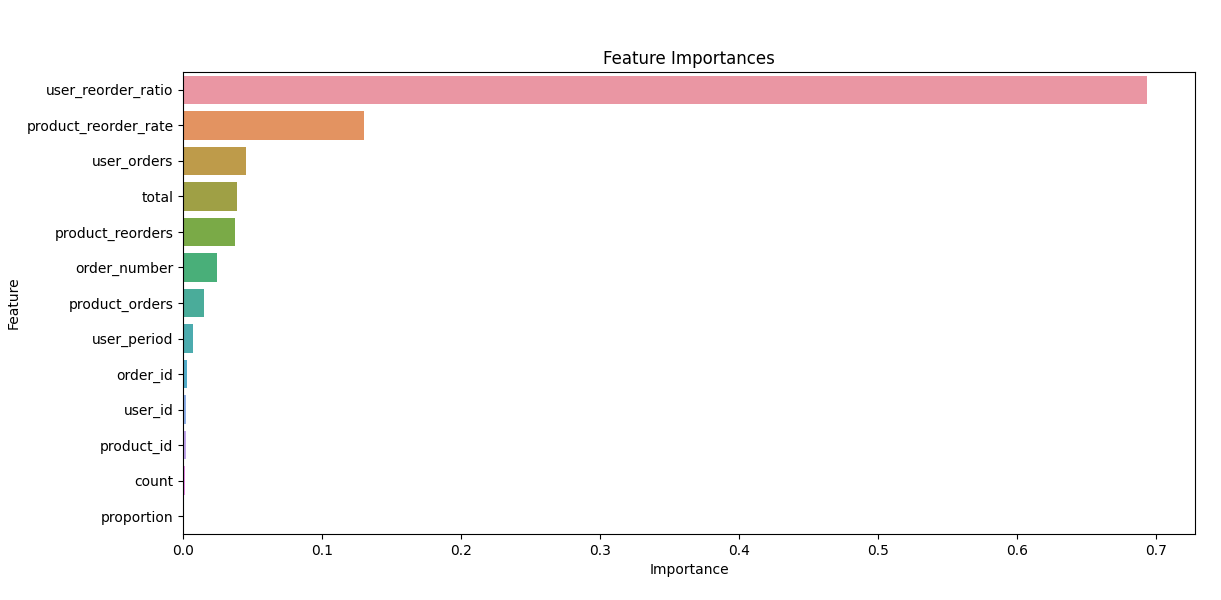 Feature Importances
Feature
user_reorder_ratio
product_reorder_rate
user_orders
total
product_reorders
order_number
product_orders
user_period
order_id
user_id
product_id
count
proportion
0.0 0.1 0.2 0.3 0.4 0.5 0.6 0.7
Importance